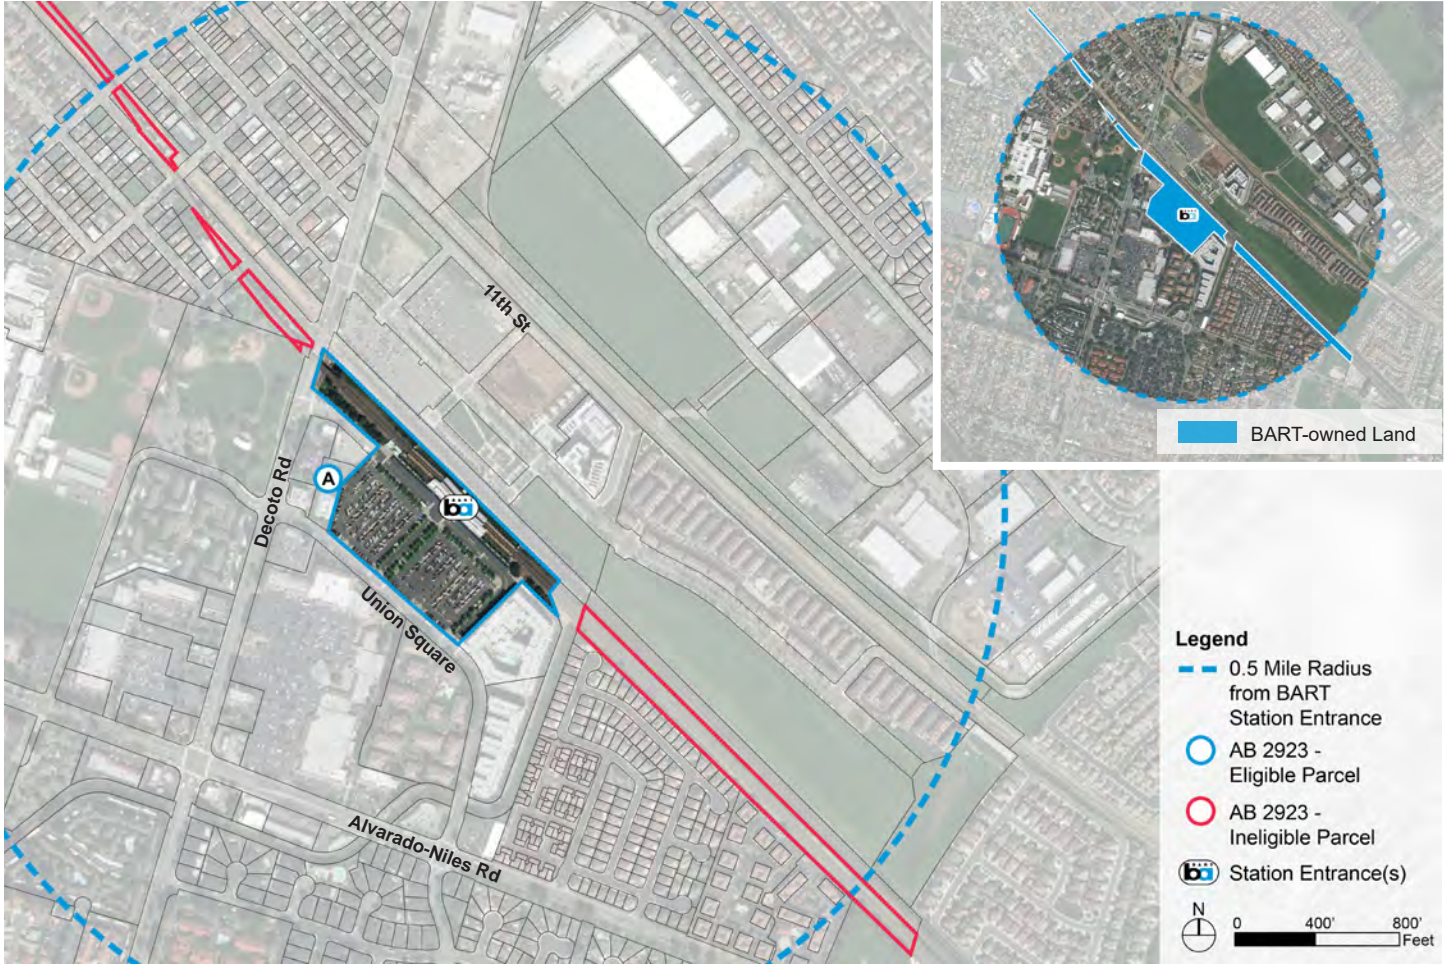 11th St
Decoto Rd
A
Union Square
Alvarado-Niles Rd
BART-owned Land
Legend
0.5 Mile Radius
from BART
Station Entrance
AB 2923 -
Eligible Parcel
AB 2923 -
Ineligible Parcel
Station Entrance(s)
N
0 400' 800'
Feet